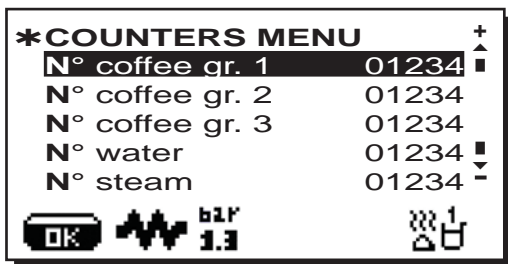 *COUNTERS MENU +
N° coffee gr. 1 01234
N° coffee gr. 2 01234
N° coffee gr. 3 01234
N° water 01234
N° steam 01234 -
OK bar 1.3 1